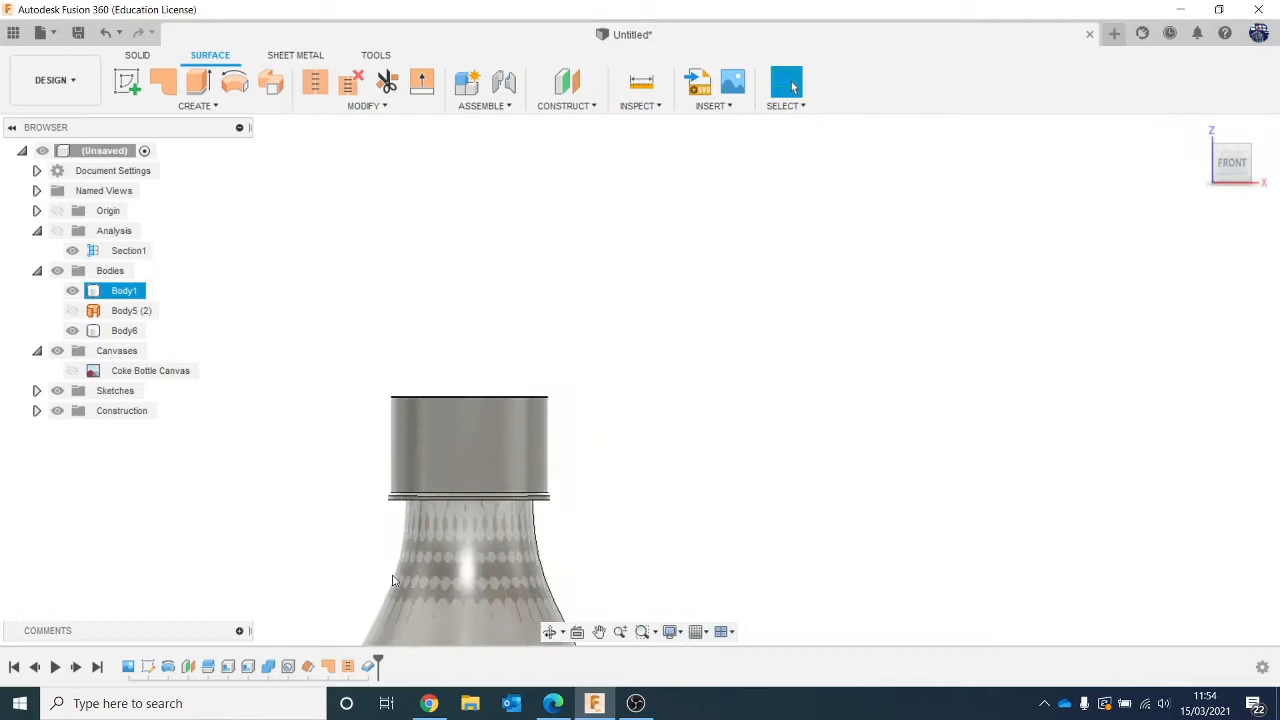 Autodesk Fusion 360 (Education License)
Untitled*
DESIGN
SOLID
SURFACE
SHEET METAL
TOOLS
CREATE
MODIFY
ASSEMBLE
CONSTRUCT
INSPECT
INSERT
SELECT
BROWSER
(Unsaved)
Document Settings
Named Views
Origin
Analysis
Section1
Bodies
Body1
Body5 (2)
Body6
Canvases
Coke Bottle Canvas
Sketches
Construction
Z
FRONT
X
COMMENTS
Type here to search
11:54
15/03/2021
22